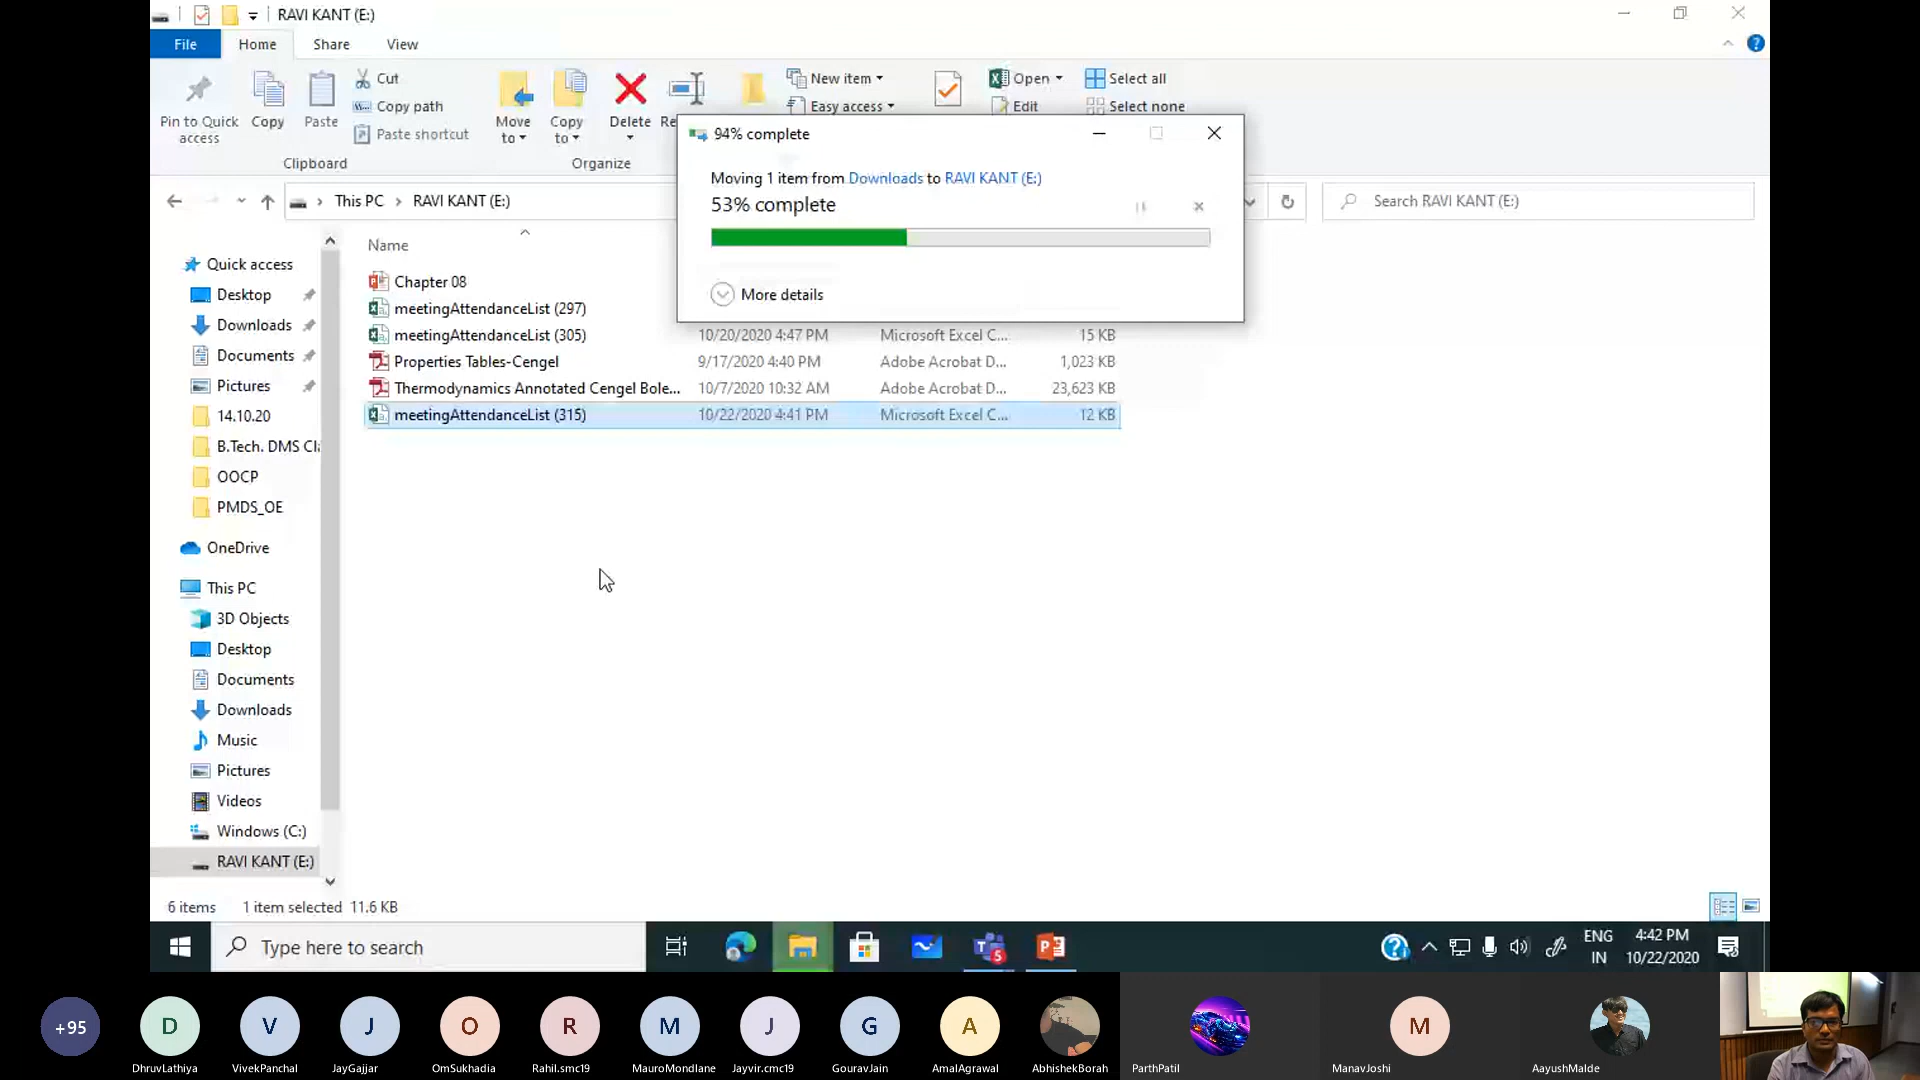 RAVI KANT (E:)
File Home Share View
Pin to Quick access
Copy
Paste
Cut
Copy path
Paste shortcut
Clipboard
Move to
Copy to
Delete
Re
Organize
New item
Easy access
Open
Edit
Select all
Select none
94% complete
Moving 1 item from Downloads to RAVI KANT (E:)
53% complete
More details
This PC > RAVI KANT (E:)
Search RAVI KANT (E:)
Name
Chapter 08
meetingAttendanceList (297)
meetingAttendanceList (305) 10/20/2020 4:47 PM Microsoft Excel C... 15 KB
Properties Tables-Cengel 9/17/2020 4:40 PM Adobe Acrobat D... 1,023 KB
Thermodynamics Annotated Cengel Bole... 10/7/2020 10:32 AM Adobe Acrobat D... 23,623 KB
meetingAttendanceList (315) 10/22/2020 4:41 PM Microsoft Excel C... 12 KB
Quick access
Desktop
Downloads
Documents
Pictures
14.10.20
B.Tech. DMS Cl
OOCP
PMDS_OE
OneDrive
This PC
3D Objects
Desktop
Documents
Downloads
Music
Pictures
Videos
Windows (C:)
RAVI KANT (E:)
6 items 1 item selected 11.6 KB
Type here to search
5
ENG
IN
4:42 PM
10/22/2020
+95 D V J O R M J G A M
DhruvLathiya VivekPanchal JayGajjar OmSukhadia Rahil.smc19 MauroMondlane Jayvir.cmc19 GouravJain AmalAgrawal AbhishekBorah ParthPatil ManavJoshi AayushMalde